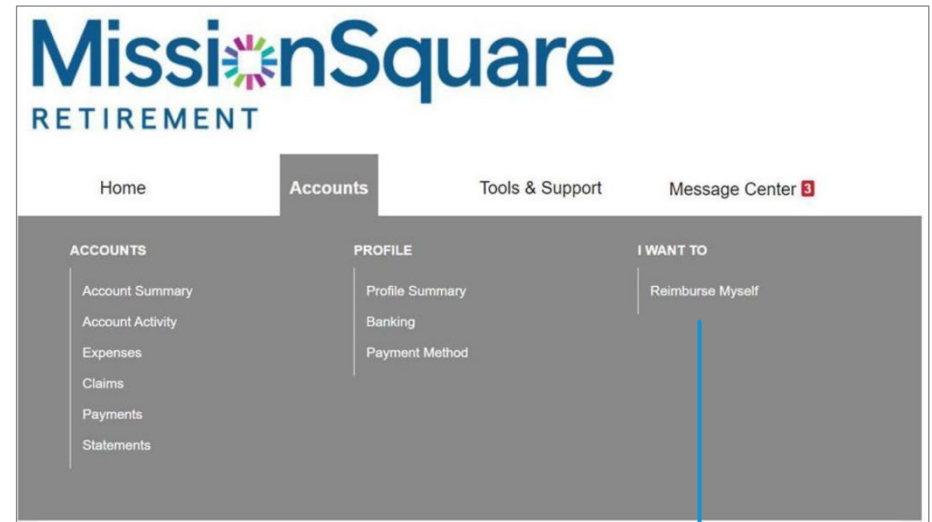 MissionSquare
RETIREMENT
Home Accounts Tools & Support Message Center 3
ACCOUNTS
Account Summary
Account Activity
Expenses
Claims
Payments
Statements
PROFILE
Profile Summary
Banking
Payment Method
I WANT TO
Reimburse Myself